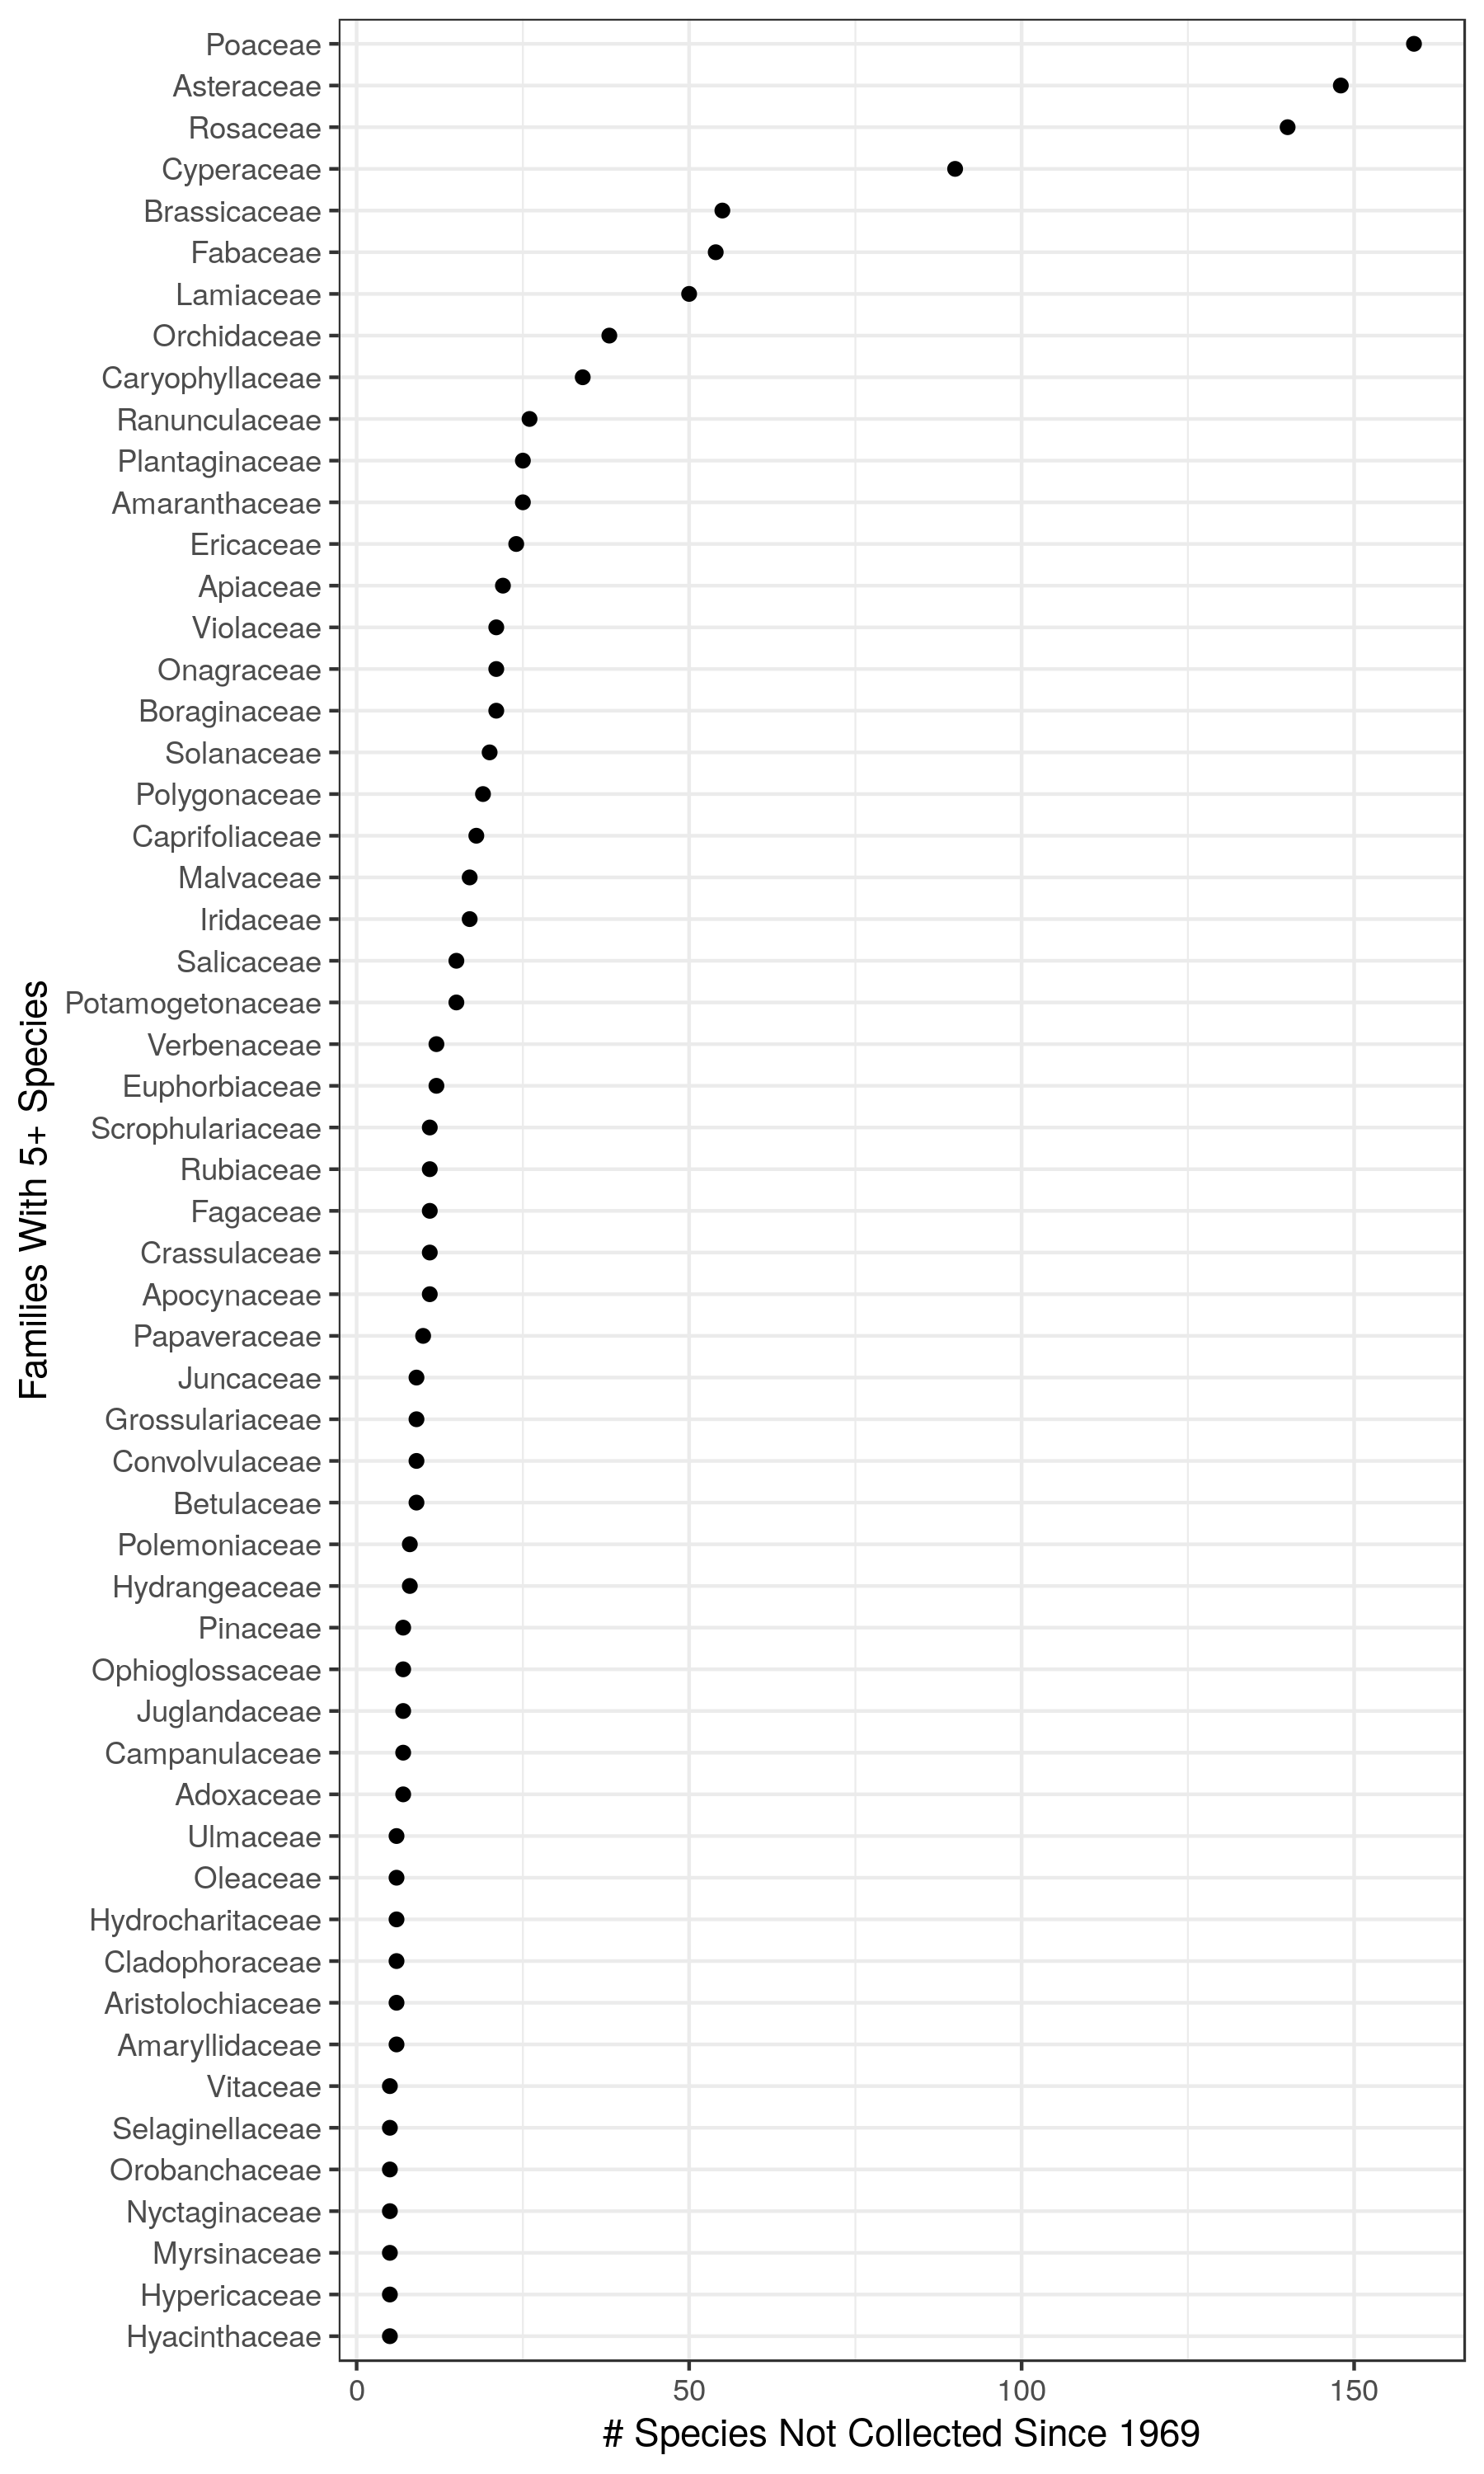 Poaceae
Asteraceae
Rosaceae
Cyperaceae
Brassicaceae
Fabaceae
Lamiaceae
Orchidaceae
Caryophyllaceae
Ranunculaceae
Plantaginaceae
Amaranthaceae
Ericaceae
Apiaceae
Violaceae
Onagraceae
Boraginaceae
Solanaceae
Polygonaceae
Caprifoliaceae
Malvaceae
Iridaceae
Salicaceae
Potamogetonaceae
Verbenaceae
Euphorbiaceae
Scrophulariaceae
Rubiaceae
Fagaceae
Crassulaceae
Apocynaceae
Papaveraceae
Juncaceae
Grossulariaceae
Convolvulaceae
Betulaceae
Polemoniaceae
Hydrangeaceae
Pinaceae
Ophioglossaceae
Juglandaceae
Campanulaceae
Adoxaceae
Ulmaceae
Oleaceae
Hydrocharitaceae
Cladophoraceae
Aristolochiaceae
Amaryllidaceae
Vitaceae
Selaginellaceae
Orobanchaceae
Nyctaginaceae
Myrsinaceae
Hypericaceae
Hyacinthaceae
Families With 5+ Species
0 50 100 150
# Species Not Collected Since 1969